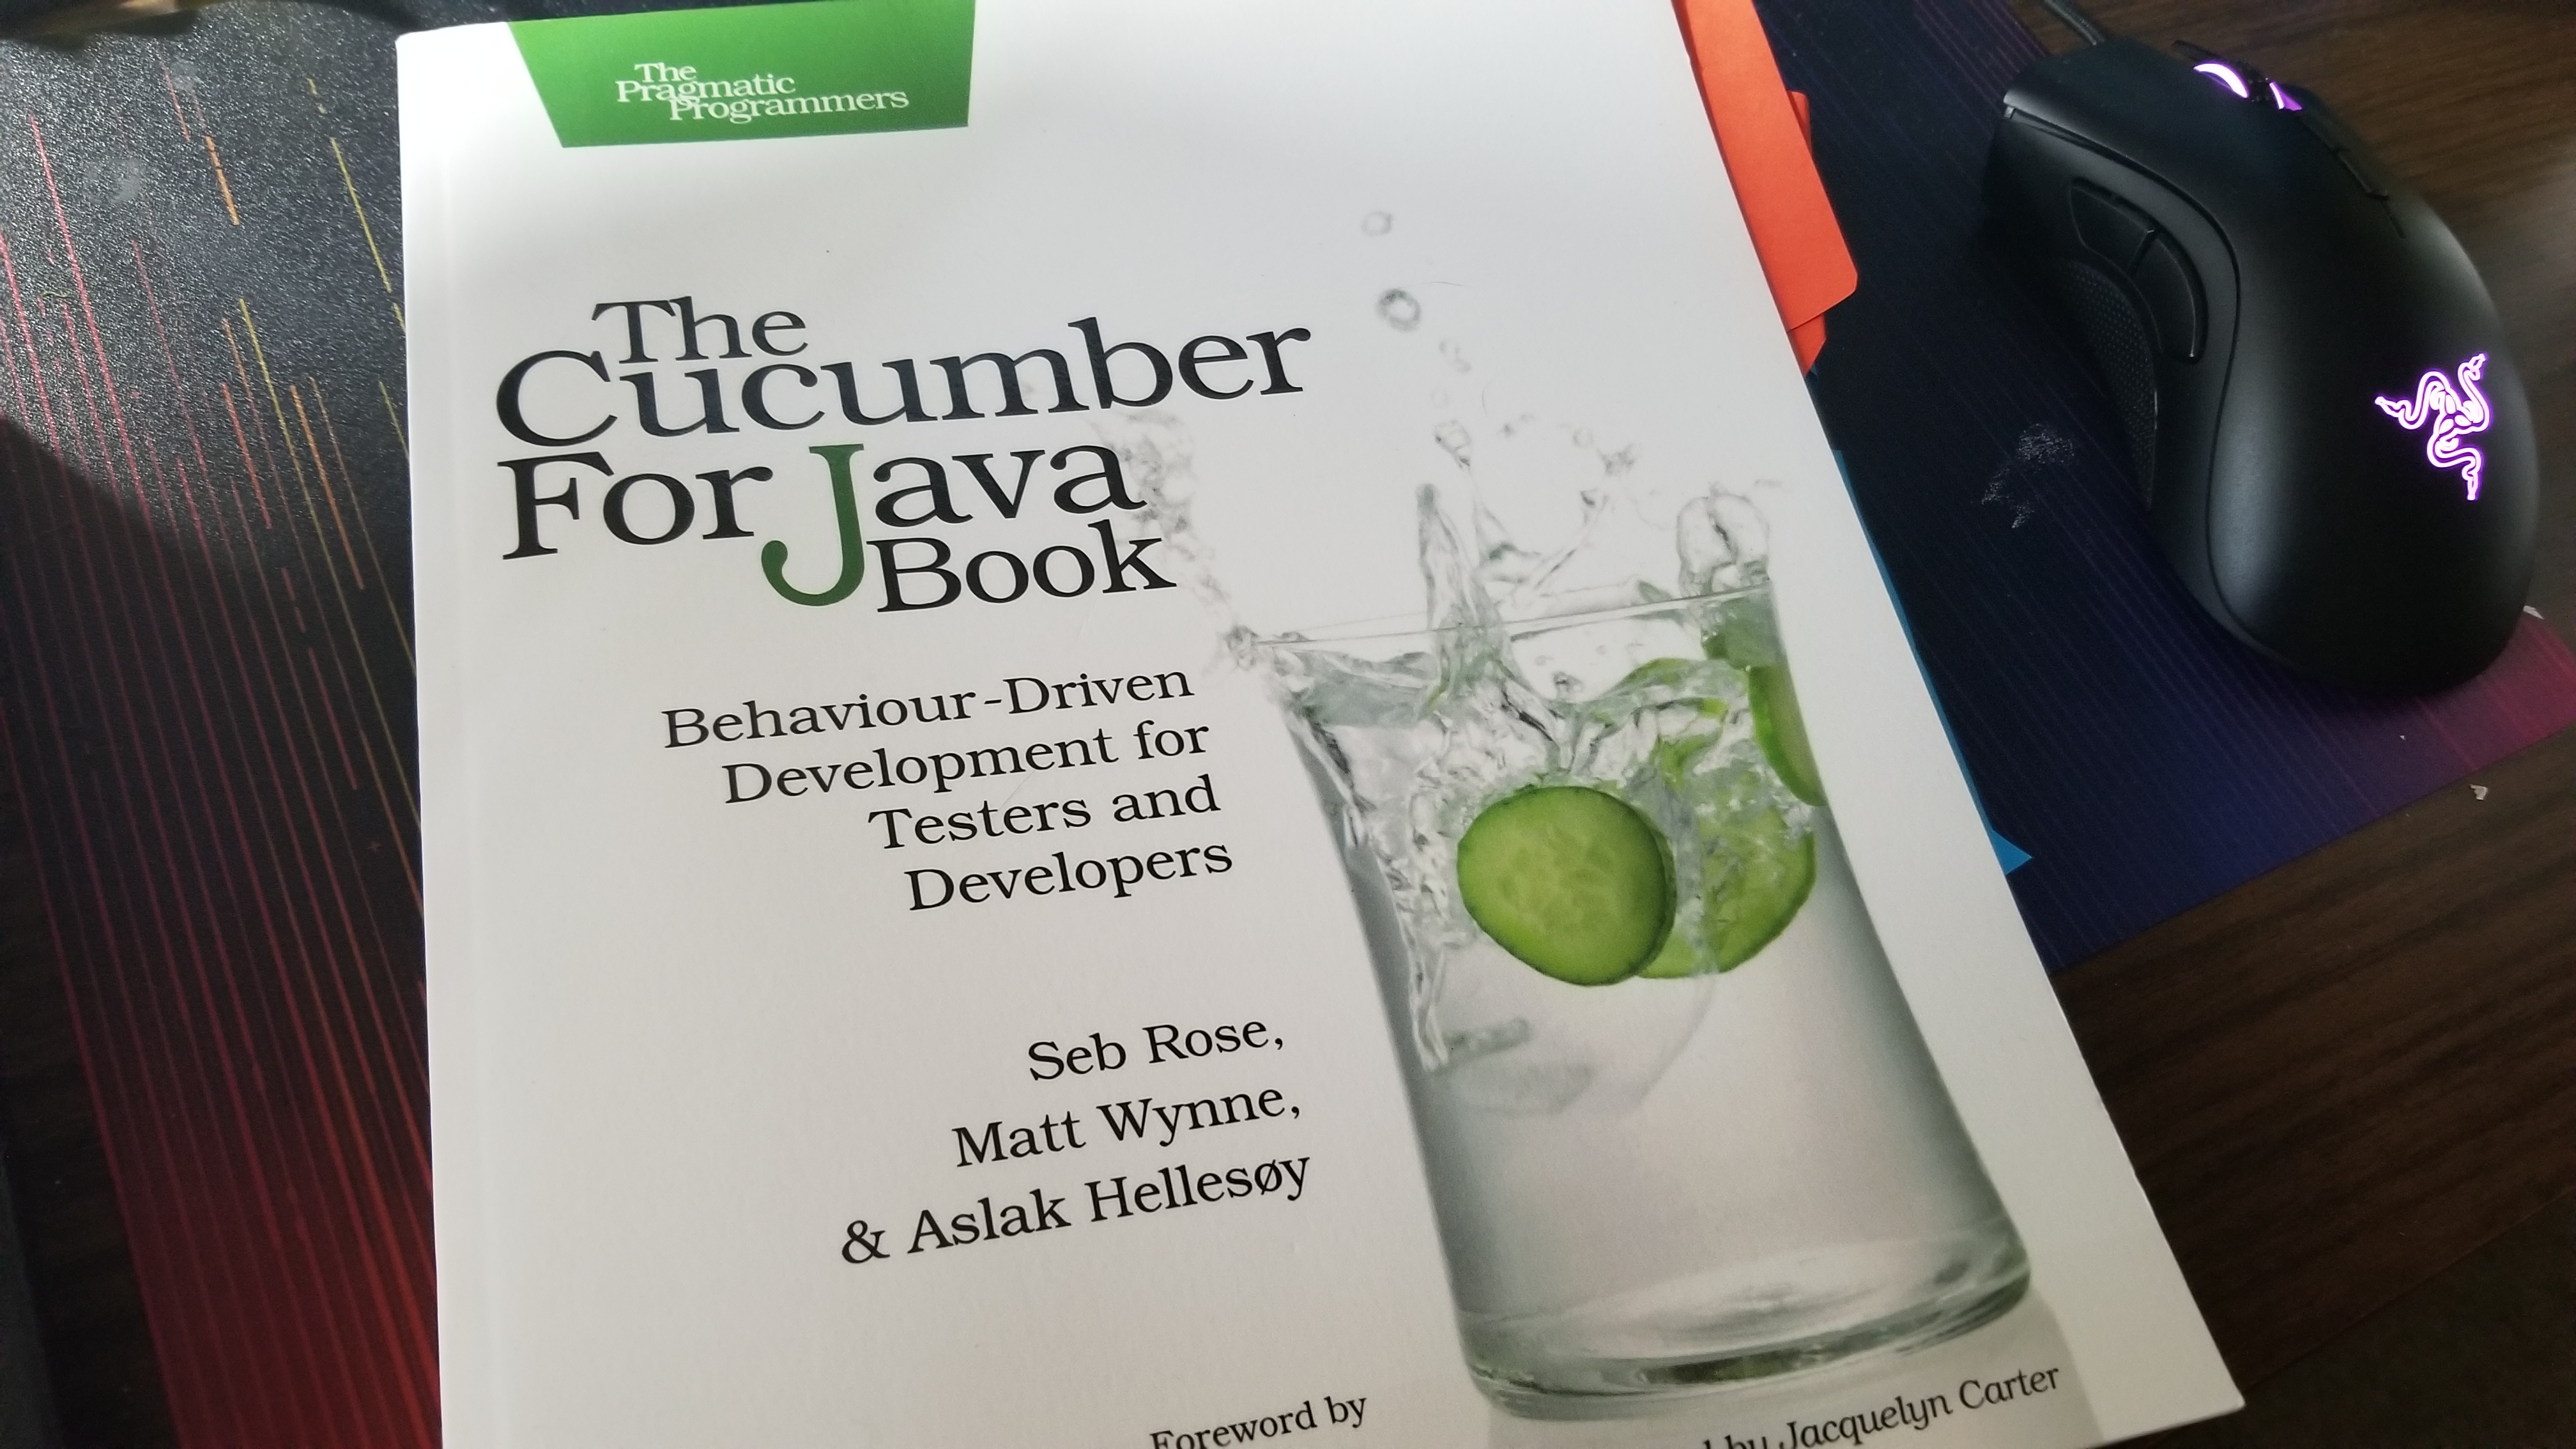 The
Pragmatic
Programmers
The
Cucumber
For Java
Book
Behaviour-Driven
Development for
Testers and
Developers
Seb Rose,
Matt Wynne,
& Aslak Hellesøy
Foreword by
by Jacquelyn Carter